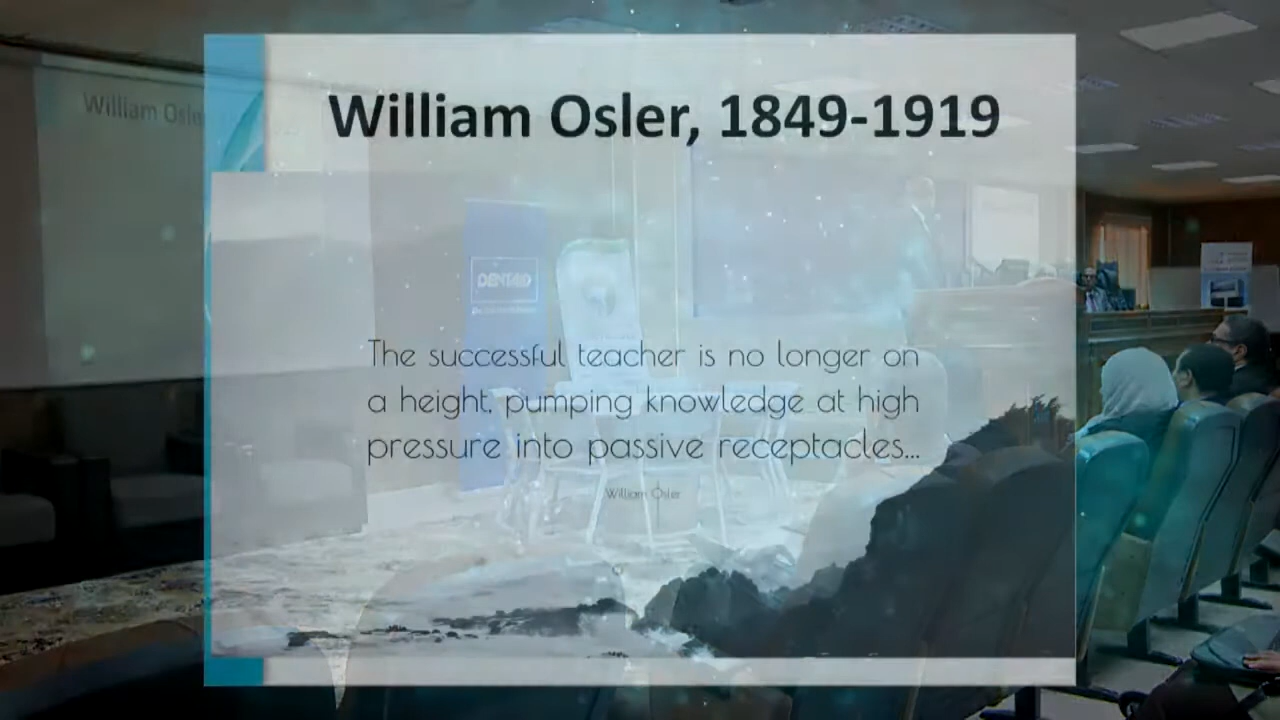 William Osler, 1849-1919
William Osle
DENTAID
The successful teacher is no longer on
a height, pumping knowledge at high
pressure into passive receptacles...
William Osler